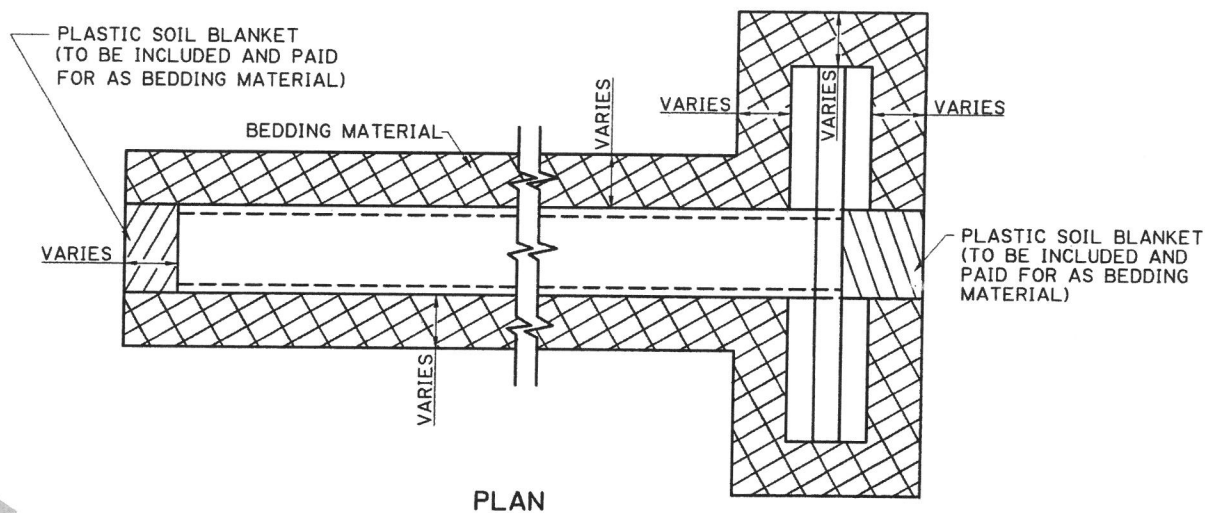 PLASTIC SOIL BLANKET
(TO BE INCLUDED AND PAID
FOR AS BEDDING MATERIAL)
BEDDING MATERIAL
VARIES
VARIES
VARIES
VARIES
VARIES
VARIES
PLASTIC SOIL BLANKET
(TO BE INCLUDED AND
PAID FOR AS BEDDING
MATERIAL)
VARIES
PLAN